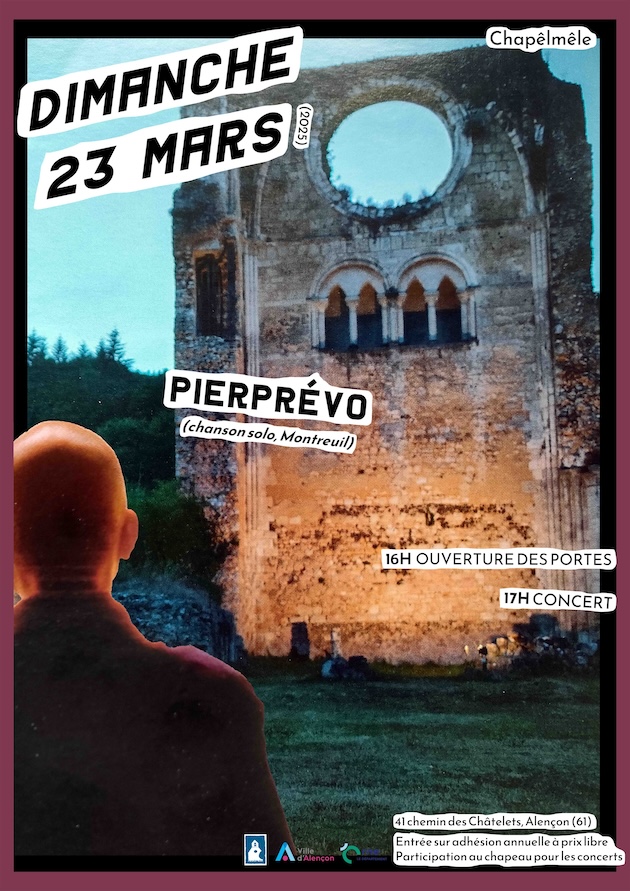 Chapêlmêle
DIMANCHE
23 MARS
(2025)
PIERPRÉVO
(chanson solo, Montreuil)
16H OUVERTURE DES PORTES
17H CONCERT
41 chemin des Châtelets, Alençon (61)
Entrée sur adhésion annuelle à prix libre
Participation au chapeau pour les concerts
Ville
d'Alençon